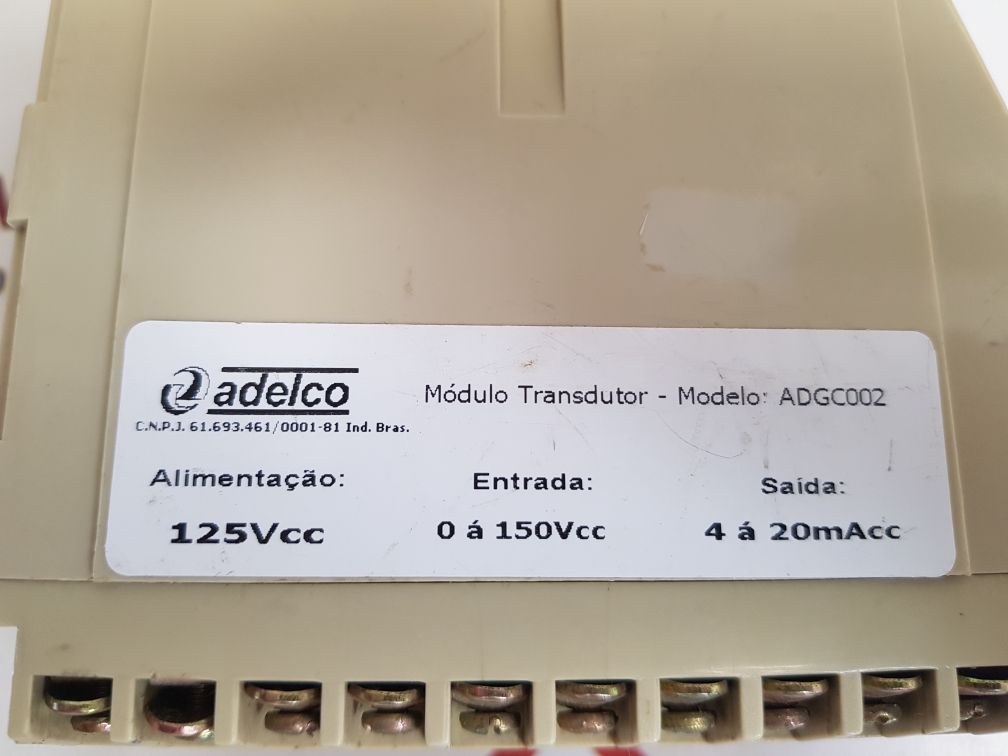 adelco
Módulo Transdutor - Modelo: ADGC002
C.N.P.J. 61.693.461/0001-81 Ind. Bras.
Alimentação: Entrada: Saída:
125Vcc 0 á 150Vcc 4 á 20mAcc